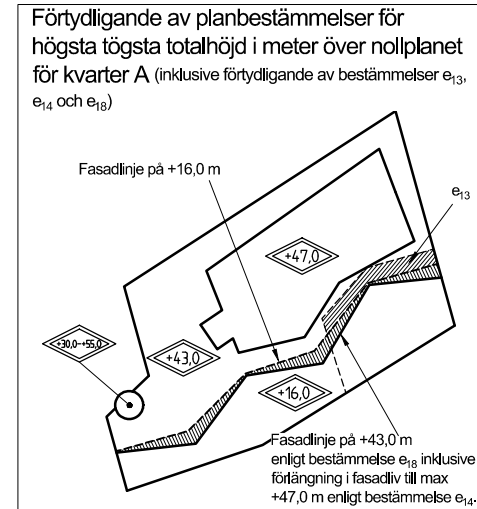 Förtydligande av planbestämmelser för
högsta tögsta totalhöjd i meter över nollplanet
för kvarter A (inklusive förtydligande av bestämmelser e13,
e14 och e18)
Fasadlinje på +16,0 m
e13
+47,0
+30,0-+55,0
+43,0
+16,0
Fasadlinje på +43,0 m
enligt bestämmelse e18 inklusive
förlängning i fasadliv till max
+47,0 m enligt bestämmelse e14.